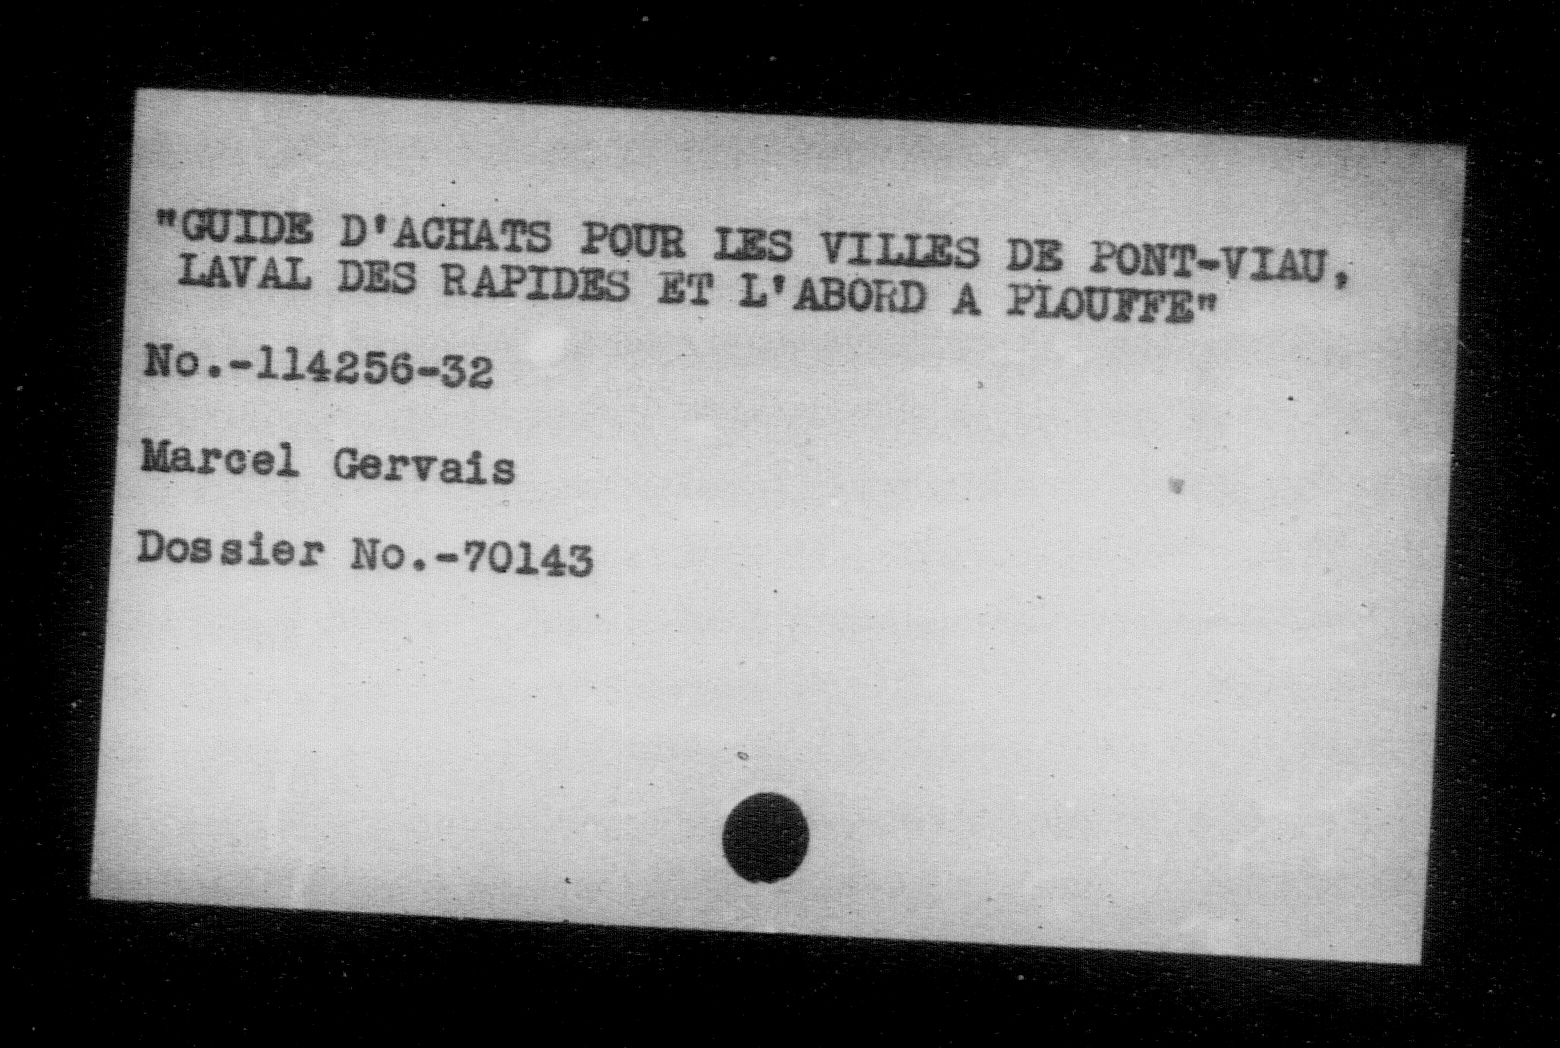 "GUIDE D'ACHATS POUR LES VILLES DE PONT-VIAU,
LAVAL DES RAPIDES ET L'ABORD A PLOUFFE"
No.-114256-32
Marcel Gervais
Dossier No.-70143